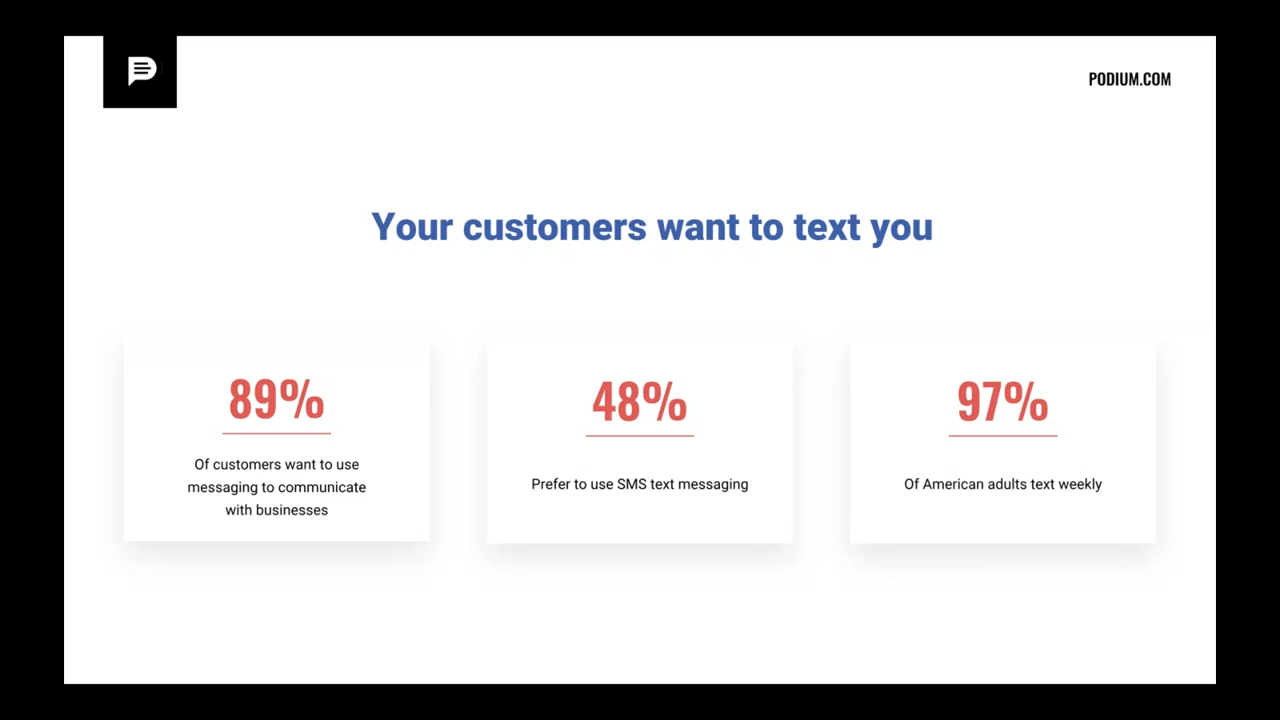 PODIUM.COM
Your customers want to text you
89%
Of customers want to use
messaging to communicate
with businesses
48%
Prefer to use SMS text messaging
97%
Of American adults text weekly